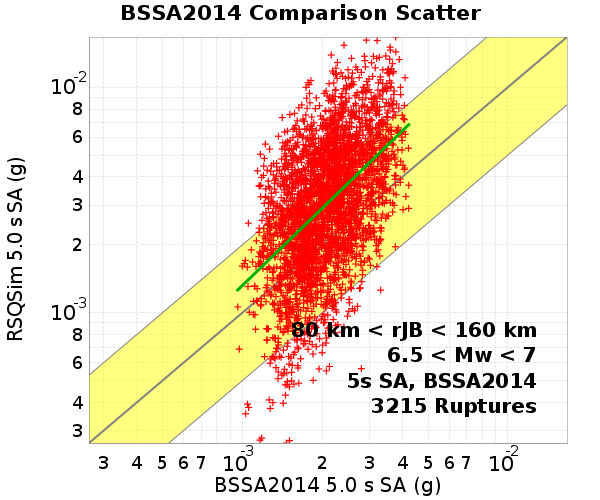 BSSA2014 Comparison Scatter
RSQSim 5.0 s SA (g)
10-2
8
6
4
3
2
10-3
8
6
4
3
80 km < rJB < 160 km
6.5 < Mw < 7
5s SA, BSSA2014
3215 Ruptures
3 4 5 6 7 10-3 2 3 4 5 6 7 10-2
BSSA2014 5.0 s SA (g)